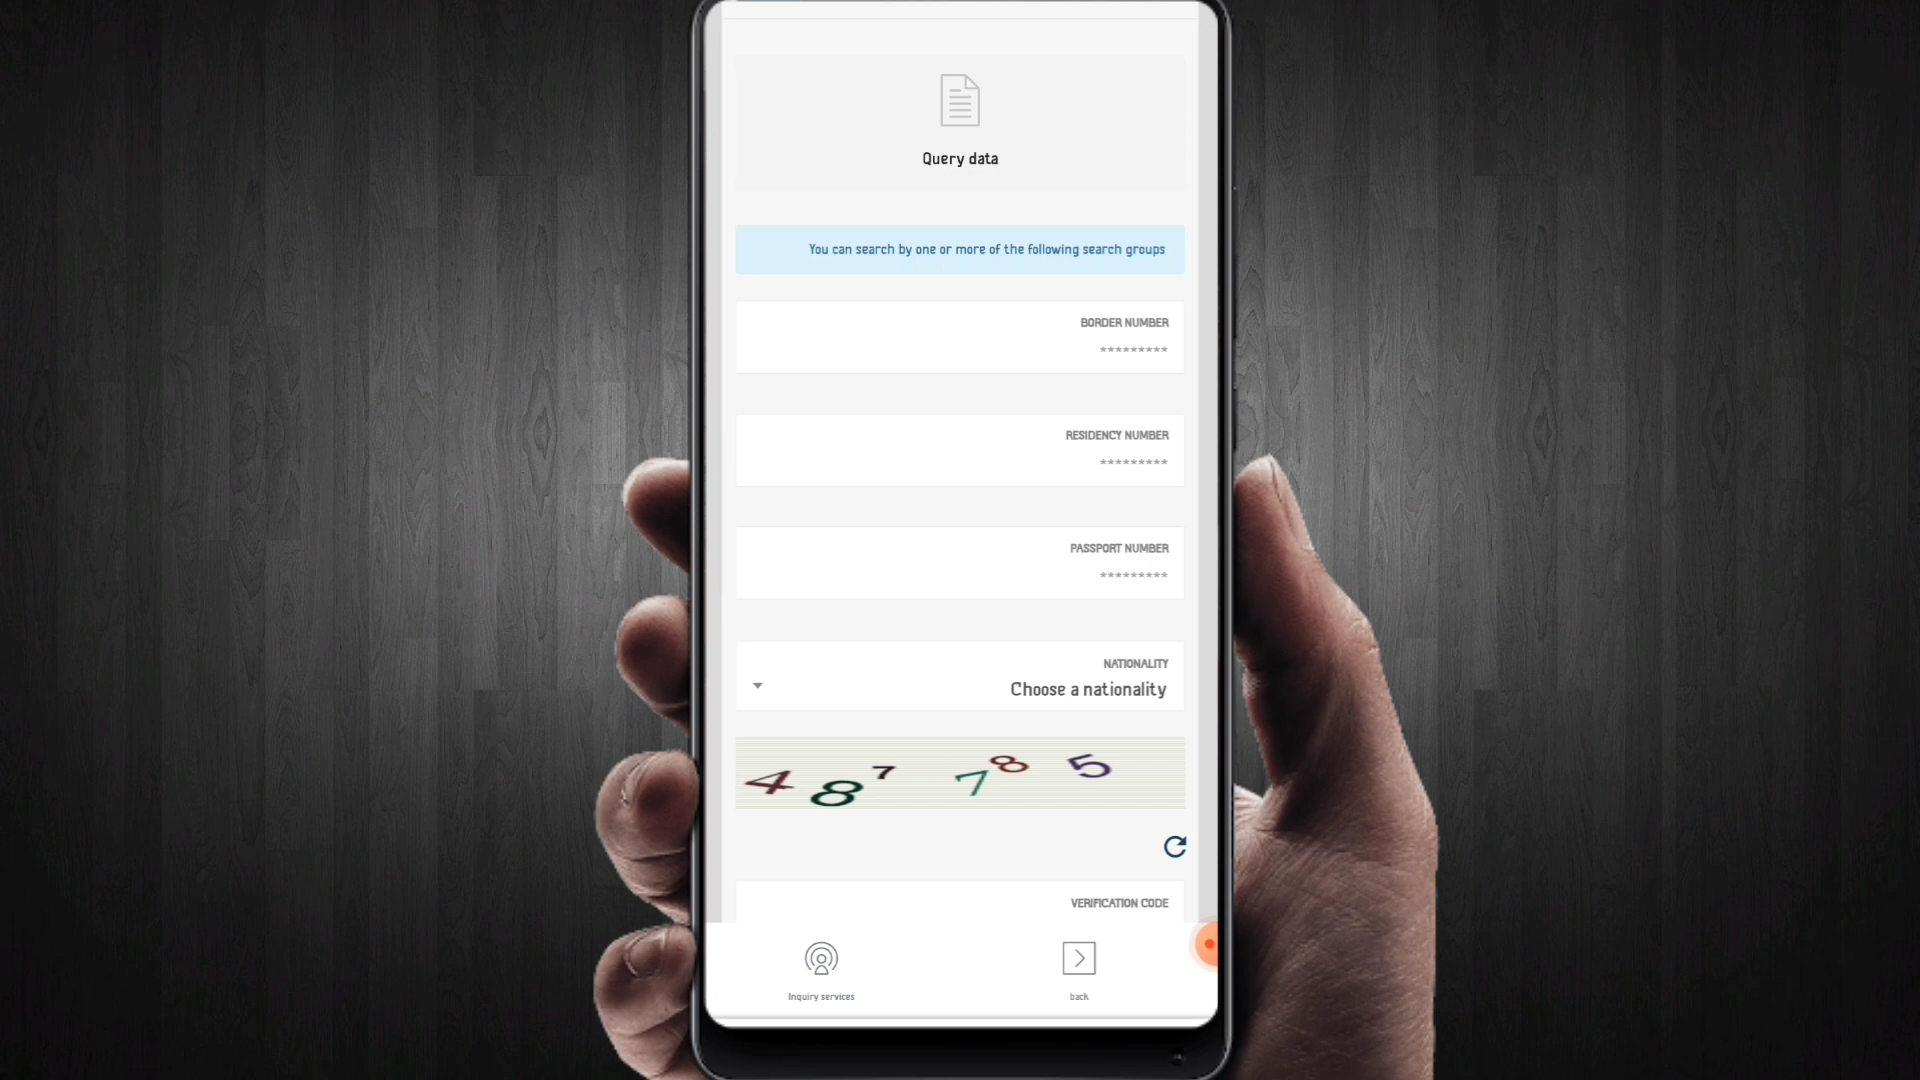 Query data
You can search by one or more of the following search groups
BORDER NUMBER
*********
RESIDENCY NUMBER
*********
PASSPORT NUMBER
*********
NATIONALITY
Choose a nationality
4 8 7 7 8 5
VERIFICATION CODE
Inquiry services
back